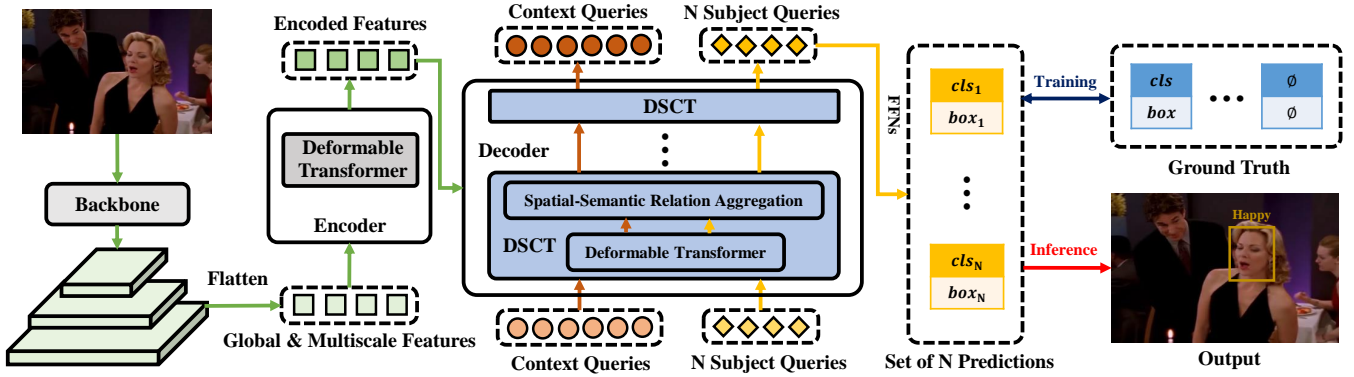 Encoded Features
Context Queries
N Subject Queries
Deformable
Transformer
Encoder
Backbone
Flatten
Global & Multiscale Features
Decoder
DSCT
Spatial-Semantic Relation Aggregation
DSCT
Deformable Transformer
Context Queries
N Subject Queries
FFNs
cls₁
box₁
cls_N
box_N
Set of N Predictions
Training
cls
box
∅
∅
Ground Truth
Inference
Happy
Output